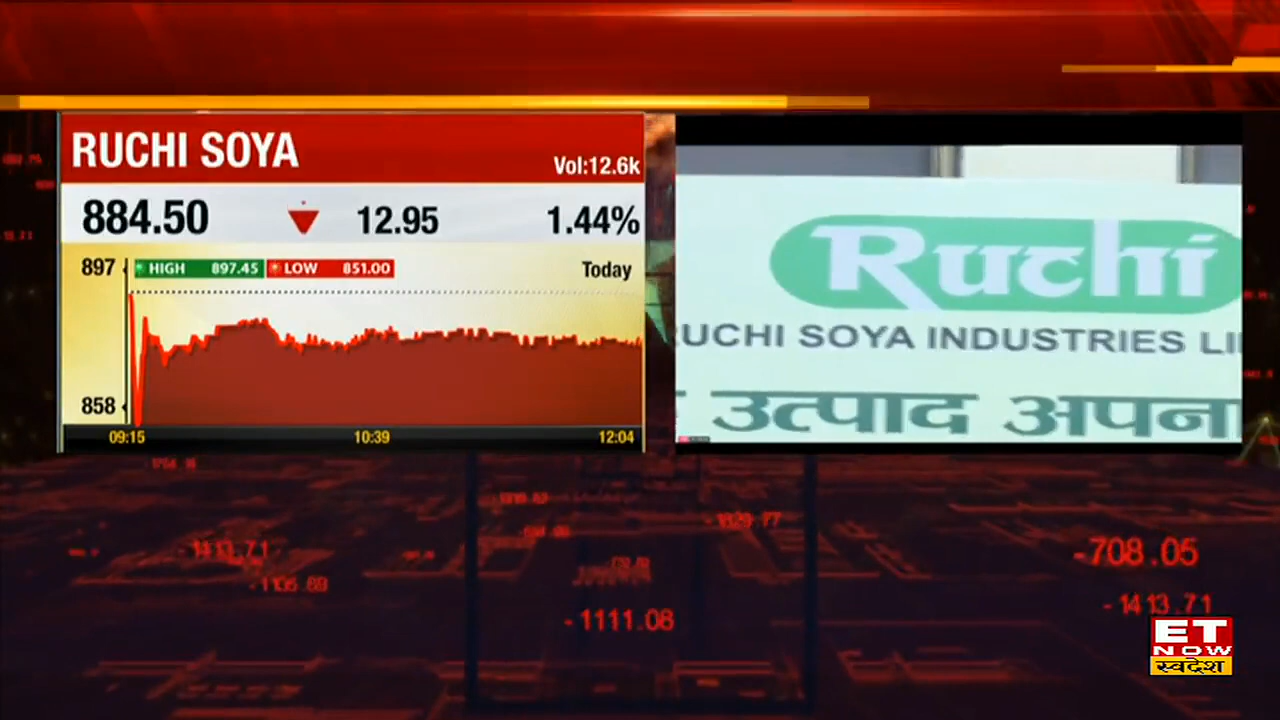 RUCHI SOYA
Vol:12.6k
884.50 12.95 1.44%
897 HIGH 897.45 LOW 851.00 Today
858
09:15 10:39 12:04
Ruchi
RUCHI SOYA INDUSTRIES LI
उत्पाद अपना
-1413.71
-1111.08
-708.05
-1413.71
ET
NOW
स्वदेश